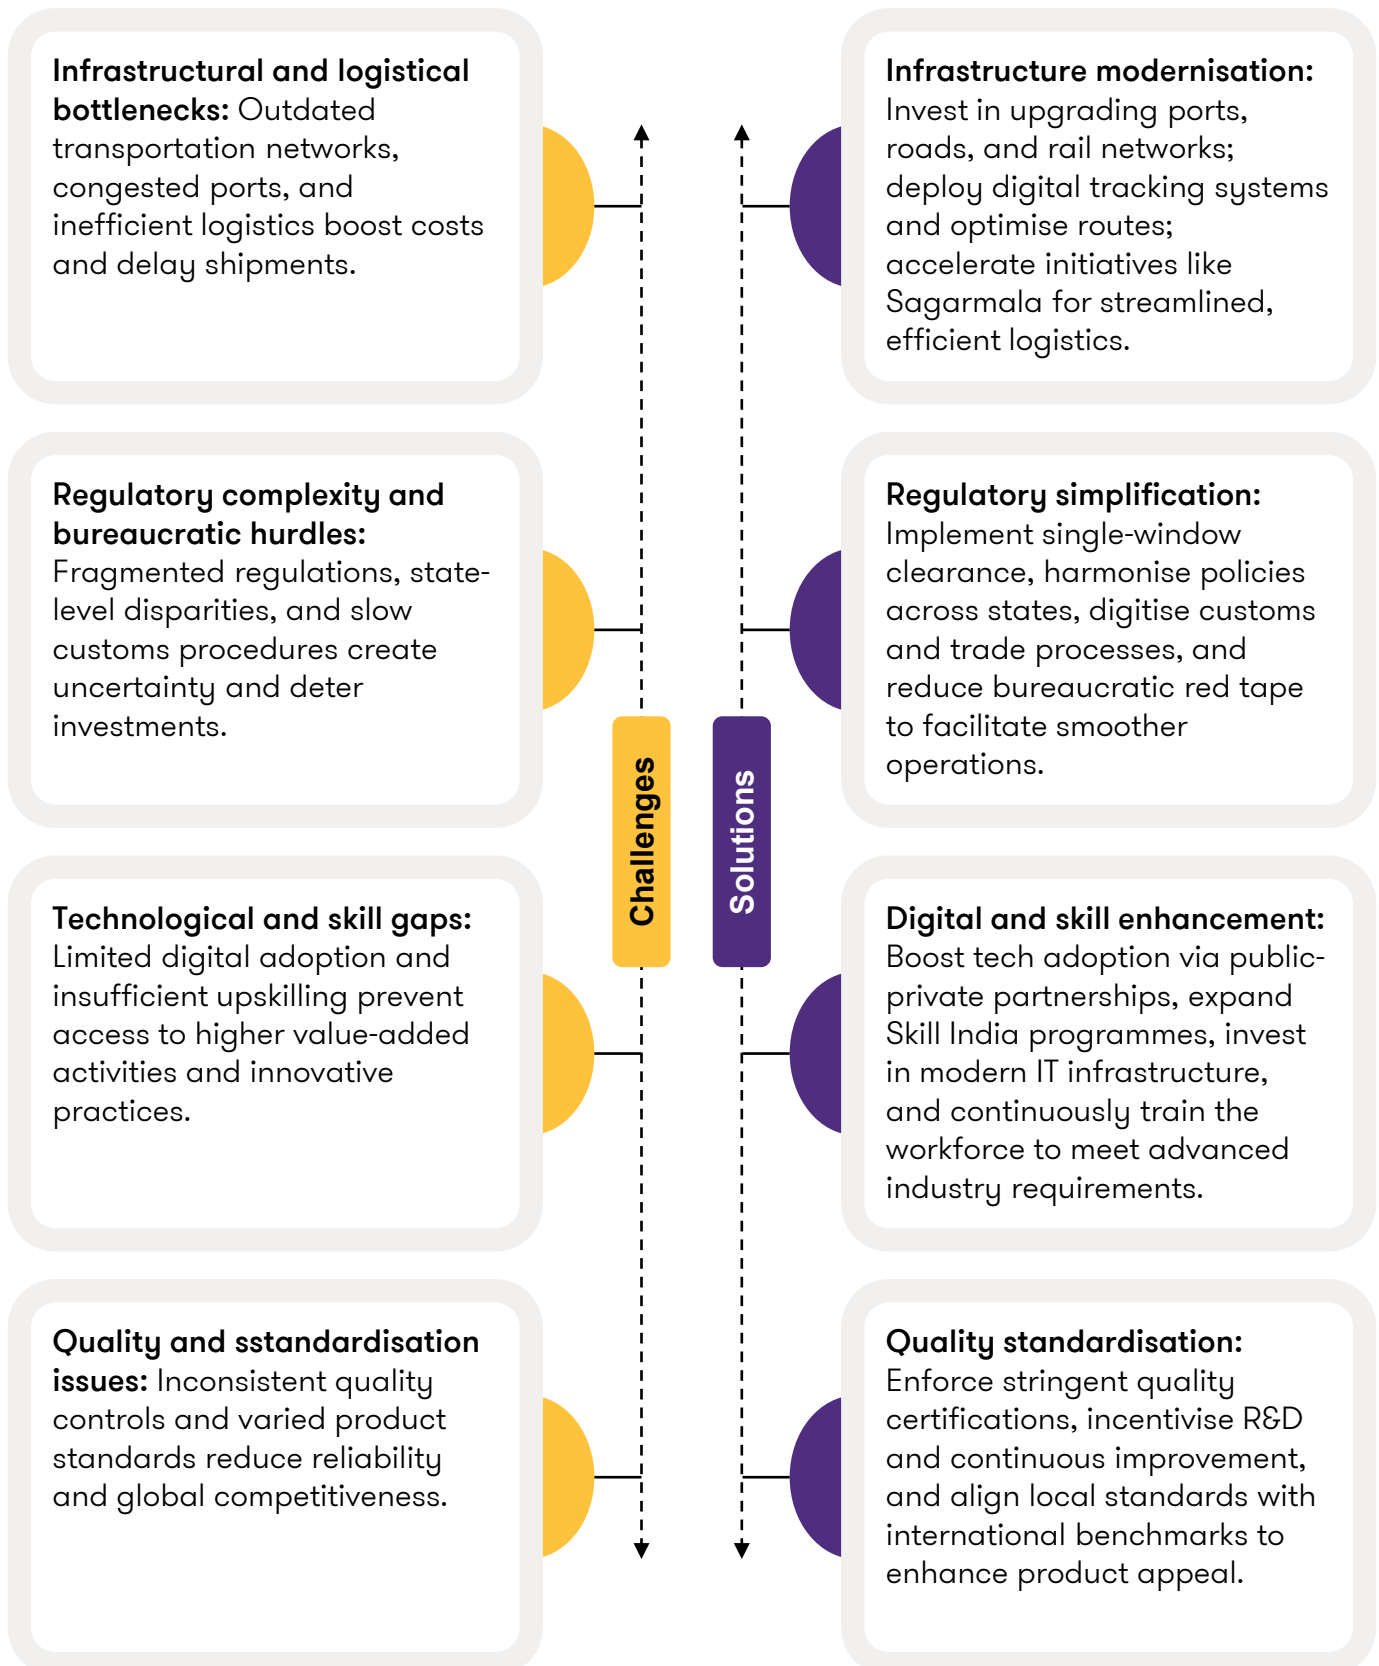 Infrastructural and logistical
bottlenecks: Outdated
transportation networks,
congested ports, and
inefficient logistics boost costs
and delay shipments.
Infrastructure modernisation:
Invest in upgrading ports,
roads, and rail networks;
deploy digital tracking systems
and optimise routes;
accelerate initiatives like
Sagarmala for streamlined,
efficient logistics.
Regulatory complexity and
bureaucratic hurdles:
Fragmented regulations, state-
level disparities, and slow
customs procedures create
uncertainty and deter
investments.
Regulatory simplification:
Implement single-window
clearance, harmonise policies
across states, digitise customs
and trade processes, and
reduce bureaucratic red tape
to facilitate smoother
operations.
Challenges
Solutions
Technological and skill gaps:
Limited digital adoption and
insufficient upskilling prevent
access to higher value-added
activities and innovative
practices.
Digital and skill enhancement:
Boost tech adoption via public-
private partnerships, expand
Skill India programmes, invest
in modern IT infrastructure,
and continuously train the
workforce to meet advanced
industry requirements.
Quality and sstandardisation
issues: Inconsistent quality
controls and varied product
standards reduce reliability
and global competitiveness.
Quality standardisation:
Enforce stringent quality
certifications, incentivise R&D
and continuous improvement,
and align local standards with
international benchmarks to
enhance product appeal.